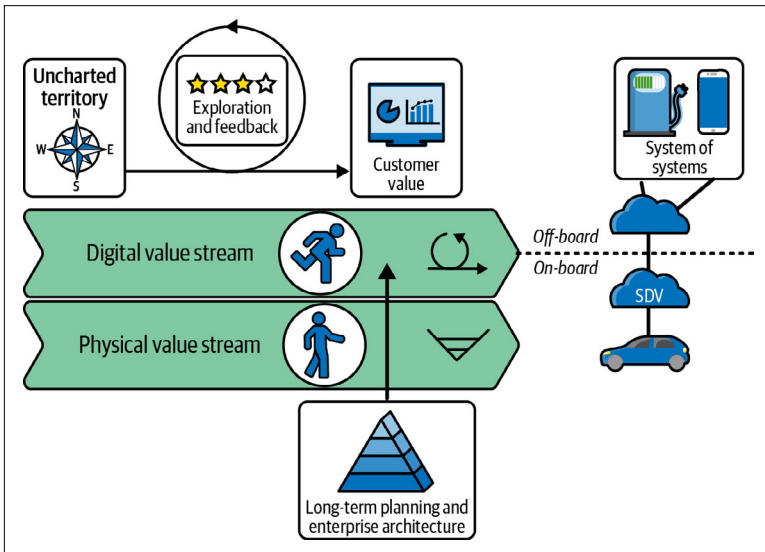 Uncharted
territory
N
W
E
S
Exploration
and feedback
Customer
value
System of
systems
Digital value stream
Off-board
On-board
SDV
Physical value stream
Long-term planning and
enterprise architecture